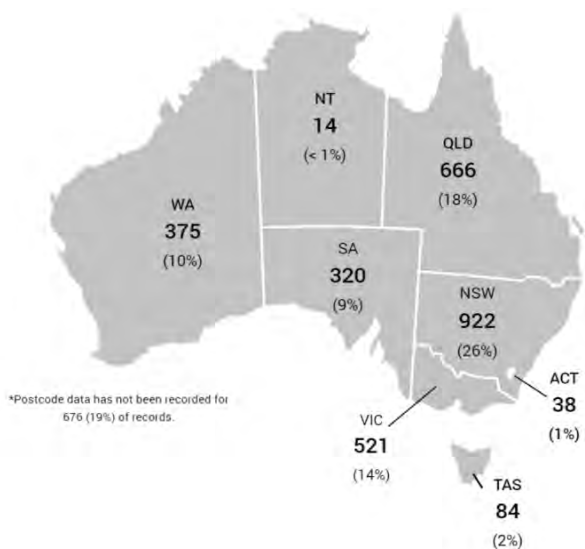 NT
14
(< 1%)
QLD
666
(18%)
WA
375
(10%)
SA
320
(9%)
NSW
922
(26%)
ACT
38
(1%)
*Postcode data has not been recorded for
676 (19%) of records.
VIC
521
(14%)
TAS
84
(2%)